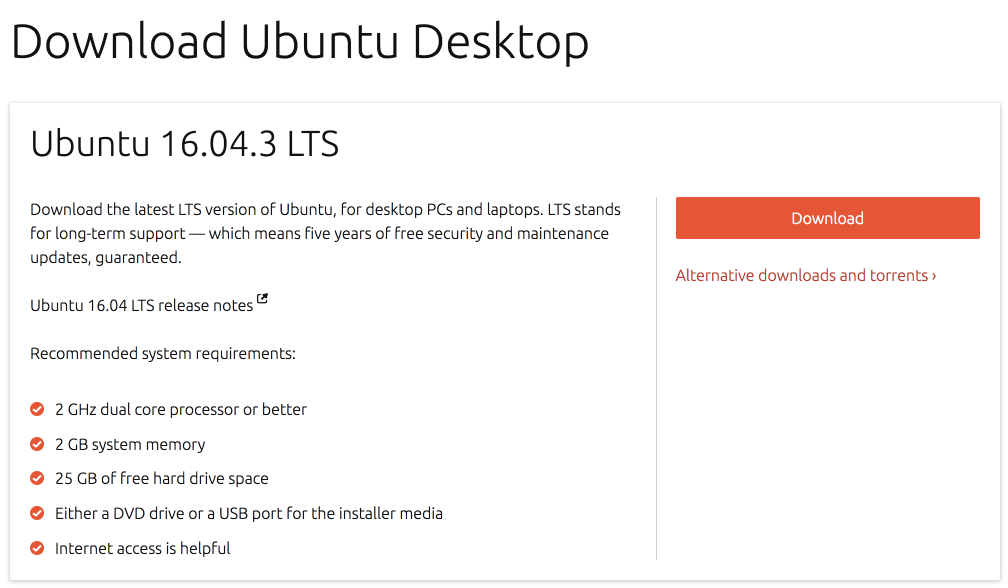 Download Ubuntu Desktop
Ubuntu 16.04.3 LTS
Download the latest LTS version of Ubuntu, for desktop PCs and laptops. LTS stands
for long-term support — which means five years of free security and maintenance
updates, guaranteed.
Ubuntu 16.04 LTS release notes
Recommended system requirements:
2 GHz dual core processor or better
2 GB system memory
25 GB of free hard drive space
Either a DVD drive or a USB port for the installer media
Internet access is helpful
Download
Alternative downloads and torrents ›